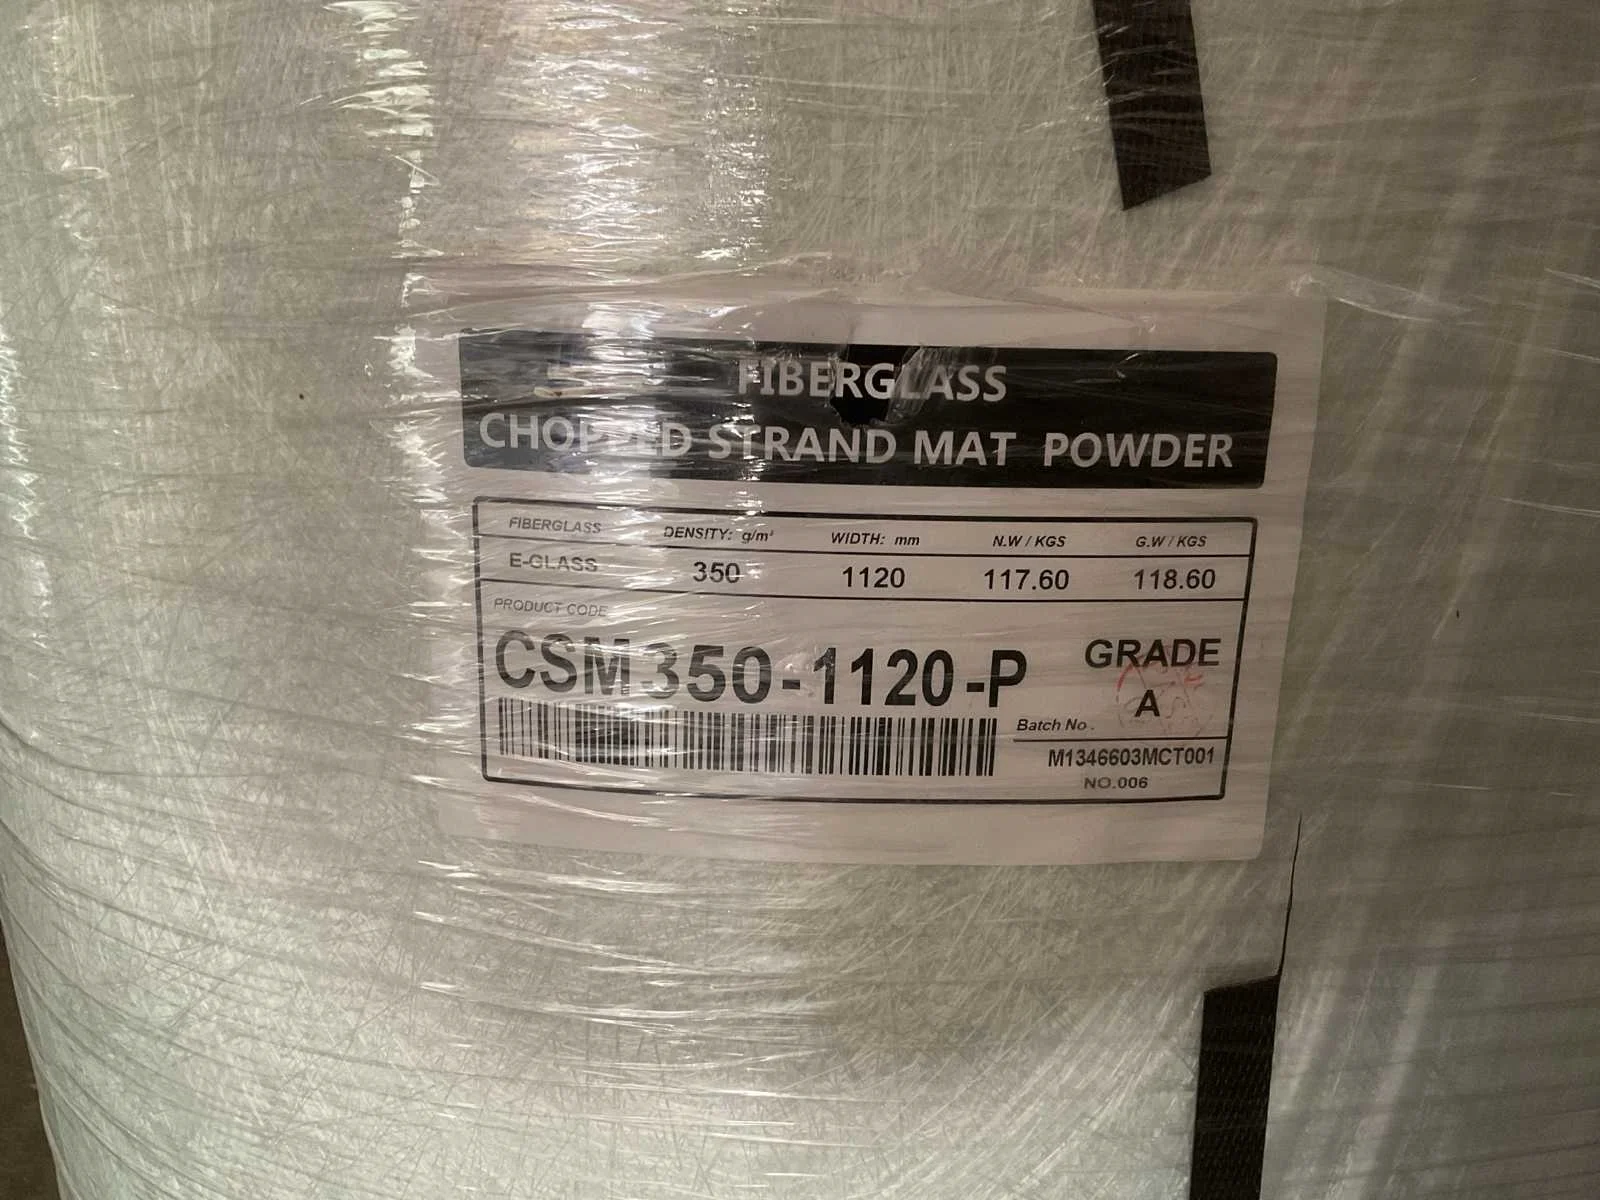 FIBERGLASS
CHOPPED STRAND MAT POWDER
FIBERGLASS DENSITY: g/m² WIDTH: mm N.W / KGS G.W / KGS
E-GLASS 350 1120 117.60 118.60
PRODUCT CODE
CSM350-1120-P
GRADE
A
Batch No.
M1346603MCT001
NO.006